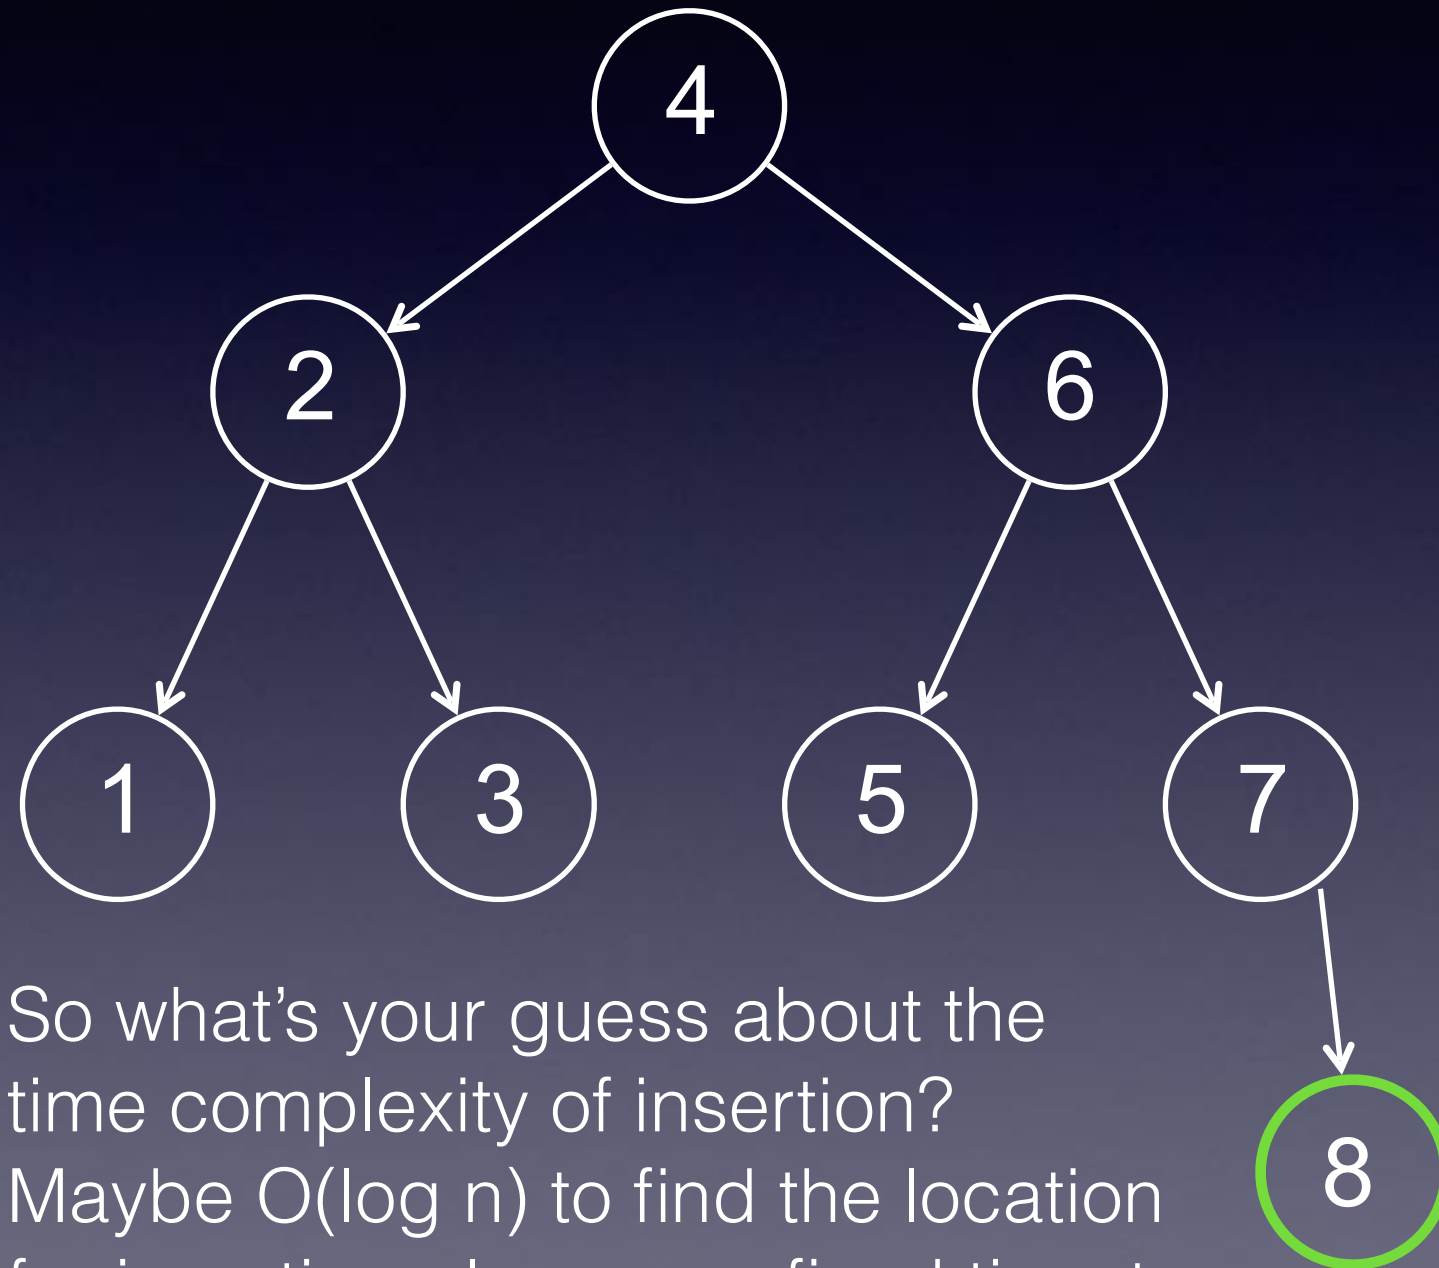 4
2 6
1 3 5 7
So what's your guess about the
time complexity of insertion?
Maybe O(log n) to find the location
8